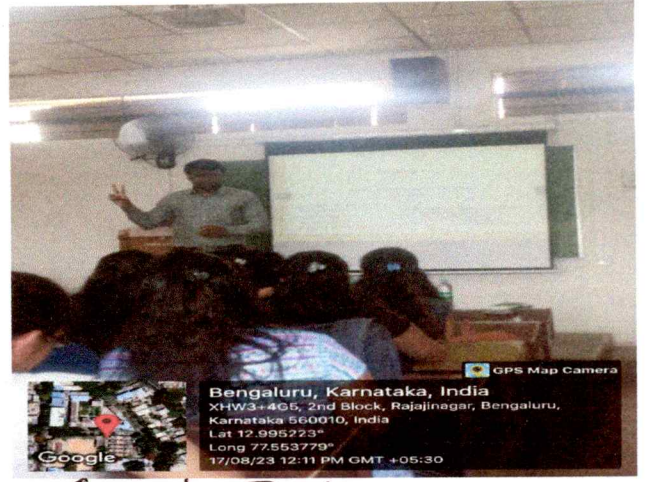 GPS Map Camera
Bengaluru, Karnataka, India
XHW3+4G5, 2nd Block, Rajajinagar, Bengaluru,
Karnataka 560010, India
Lat 12.995223°
Long 77.553779°
17/08/23 12:11 PM GMT +05:30
Google